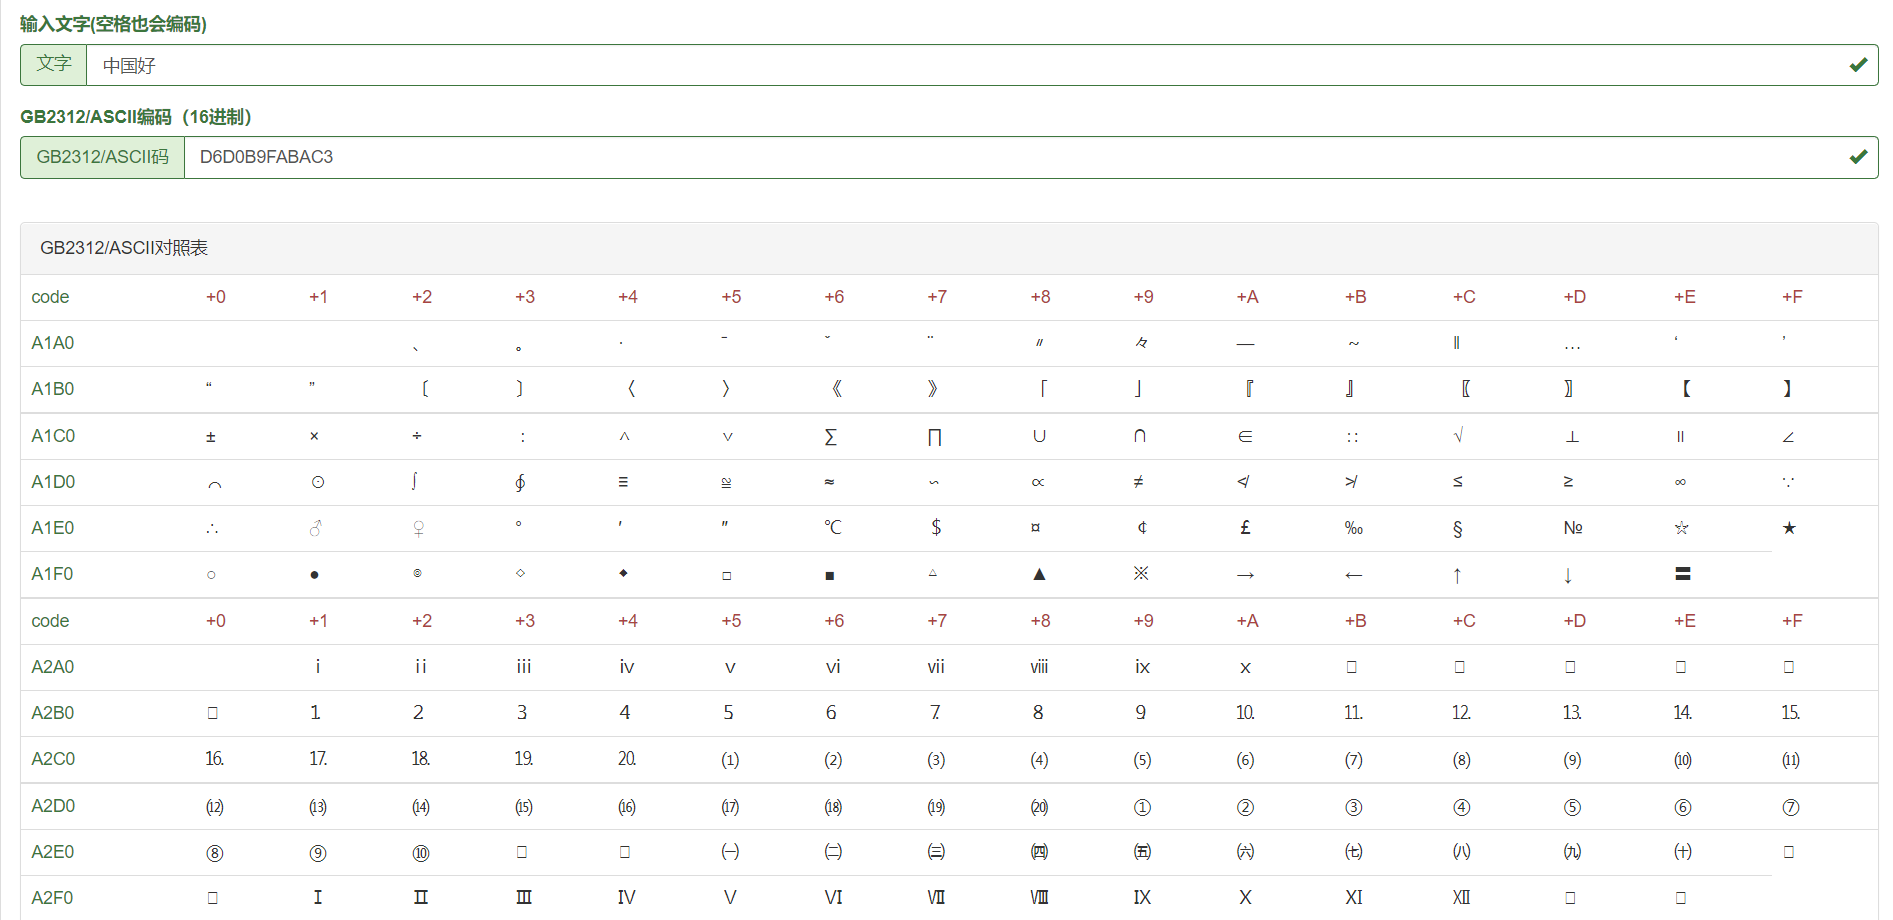 输入文字(空格也会编码)
文字 中国好
GB2312/ASCII编码（16进制）
GB2312/ASCII码 D6D0B9FABAC3
GB2312/ASCII对照表
code +0 +1 +2 +3 +4 +5 +6 +7 +8 +9 +A +B +C +D +E +F
A1A0 、 。 · ˉ ˇ ¨ 〃 々 — ~ ‖ … ‘ ’
A1B0 “ ” 〔 〕 〈 〉 《 》 「 」 『 』 〖 〗 【 】
A1C0 ± × ÷ ∶ ∧ ∨ ∑ ∏ ∪ ∩ ∈ ∷ √ ⊥ ∥ ∠
A1D0 ⌒ ⊙ ∫ ∮ ≡ ≌ ≈ ∽ ∝ ≠ ≮ ≯ ≤ ≥ ∞ ∵
A1E0 ∴ ♂ ♀ ° ′ ″ ℃ $ ¤ ¢ £ ‰ § № ☆ ★
A1F0 ○ ● ◎ ◇ ◆ □ ■ △ ▲ ※ → ← ↑ ↓ 〓
code +0 +1 +2 +3 +4 +5 +6 +7 +8 +9 +A +B +C +D +E +F
A2A0 ⅰ ⅱ ⅲ ⅳ ⅴ ⅵ ⅶ ⅷ ⅸ ⅹ □ □ □ □ □
A2B0 □ ⒈ ⒉ ⒊ ⒋ ⒌ ⒍ ⒎ ⒏ ⒐ ⒑ ⒒ ⒓ ⒔ ⒕ ⒖
A2C0 ⒗ ⒘ ⒙ ⒚ ⒛ ⑴ ⑵ ⑶ ⑷ ⑸ ⑹ ⑺ ⑻ ⑼ ⑽ ⑾
A2D0 ⑿ ⒀ ⒁ ⒂ ⒃ ⒄ ⒅ ⒆ ⒇ ① ② ③ ④ ⑤ ⑥ ⑦
A2E0 ⑧ ⑨ ⑩ □ □ ㈠ ㈡ ㈢ ㈣ ㈤ ㈥ ㈦ ㈧ ㈨ ㈩ □
A2F0 □ Ⅰ Ⅱ Ⅲ Ⅳ Ⅴ Ⅵ Ⅶ Ⅷ Ⅸ Ⅹ Ⅺ Ⅻ □ □